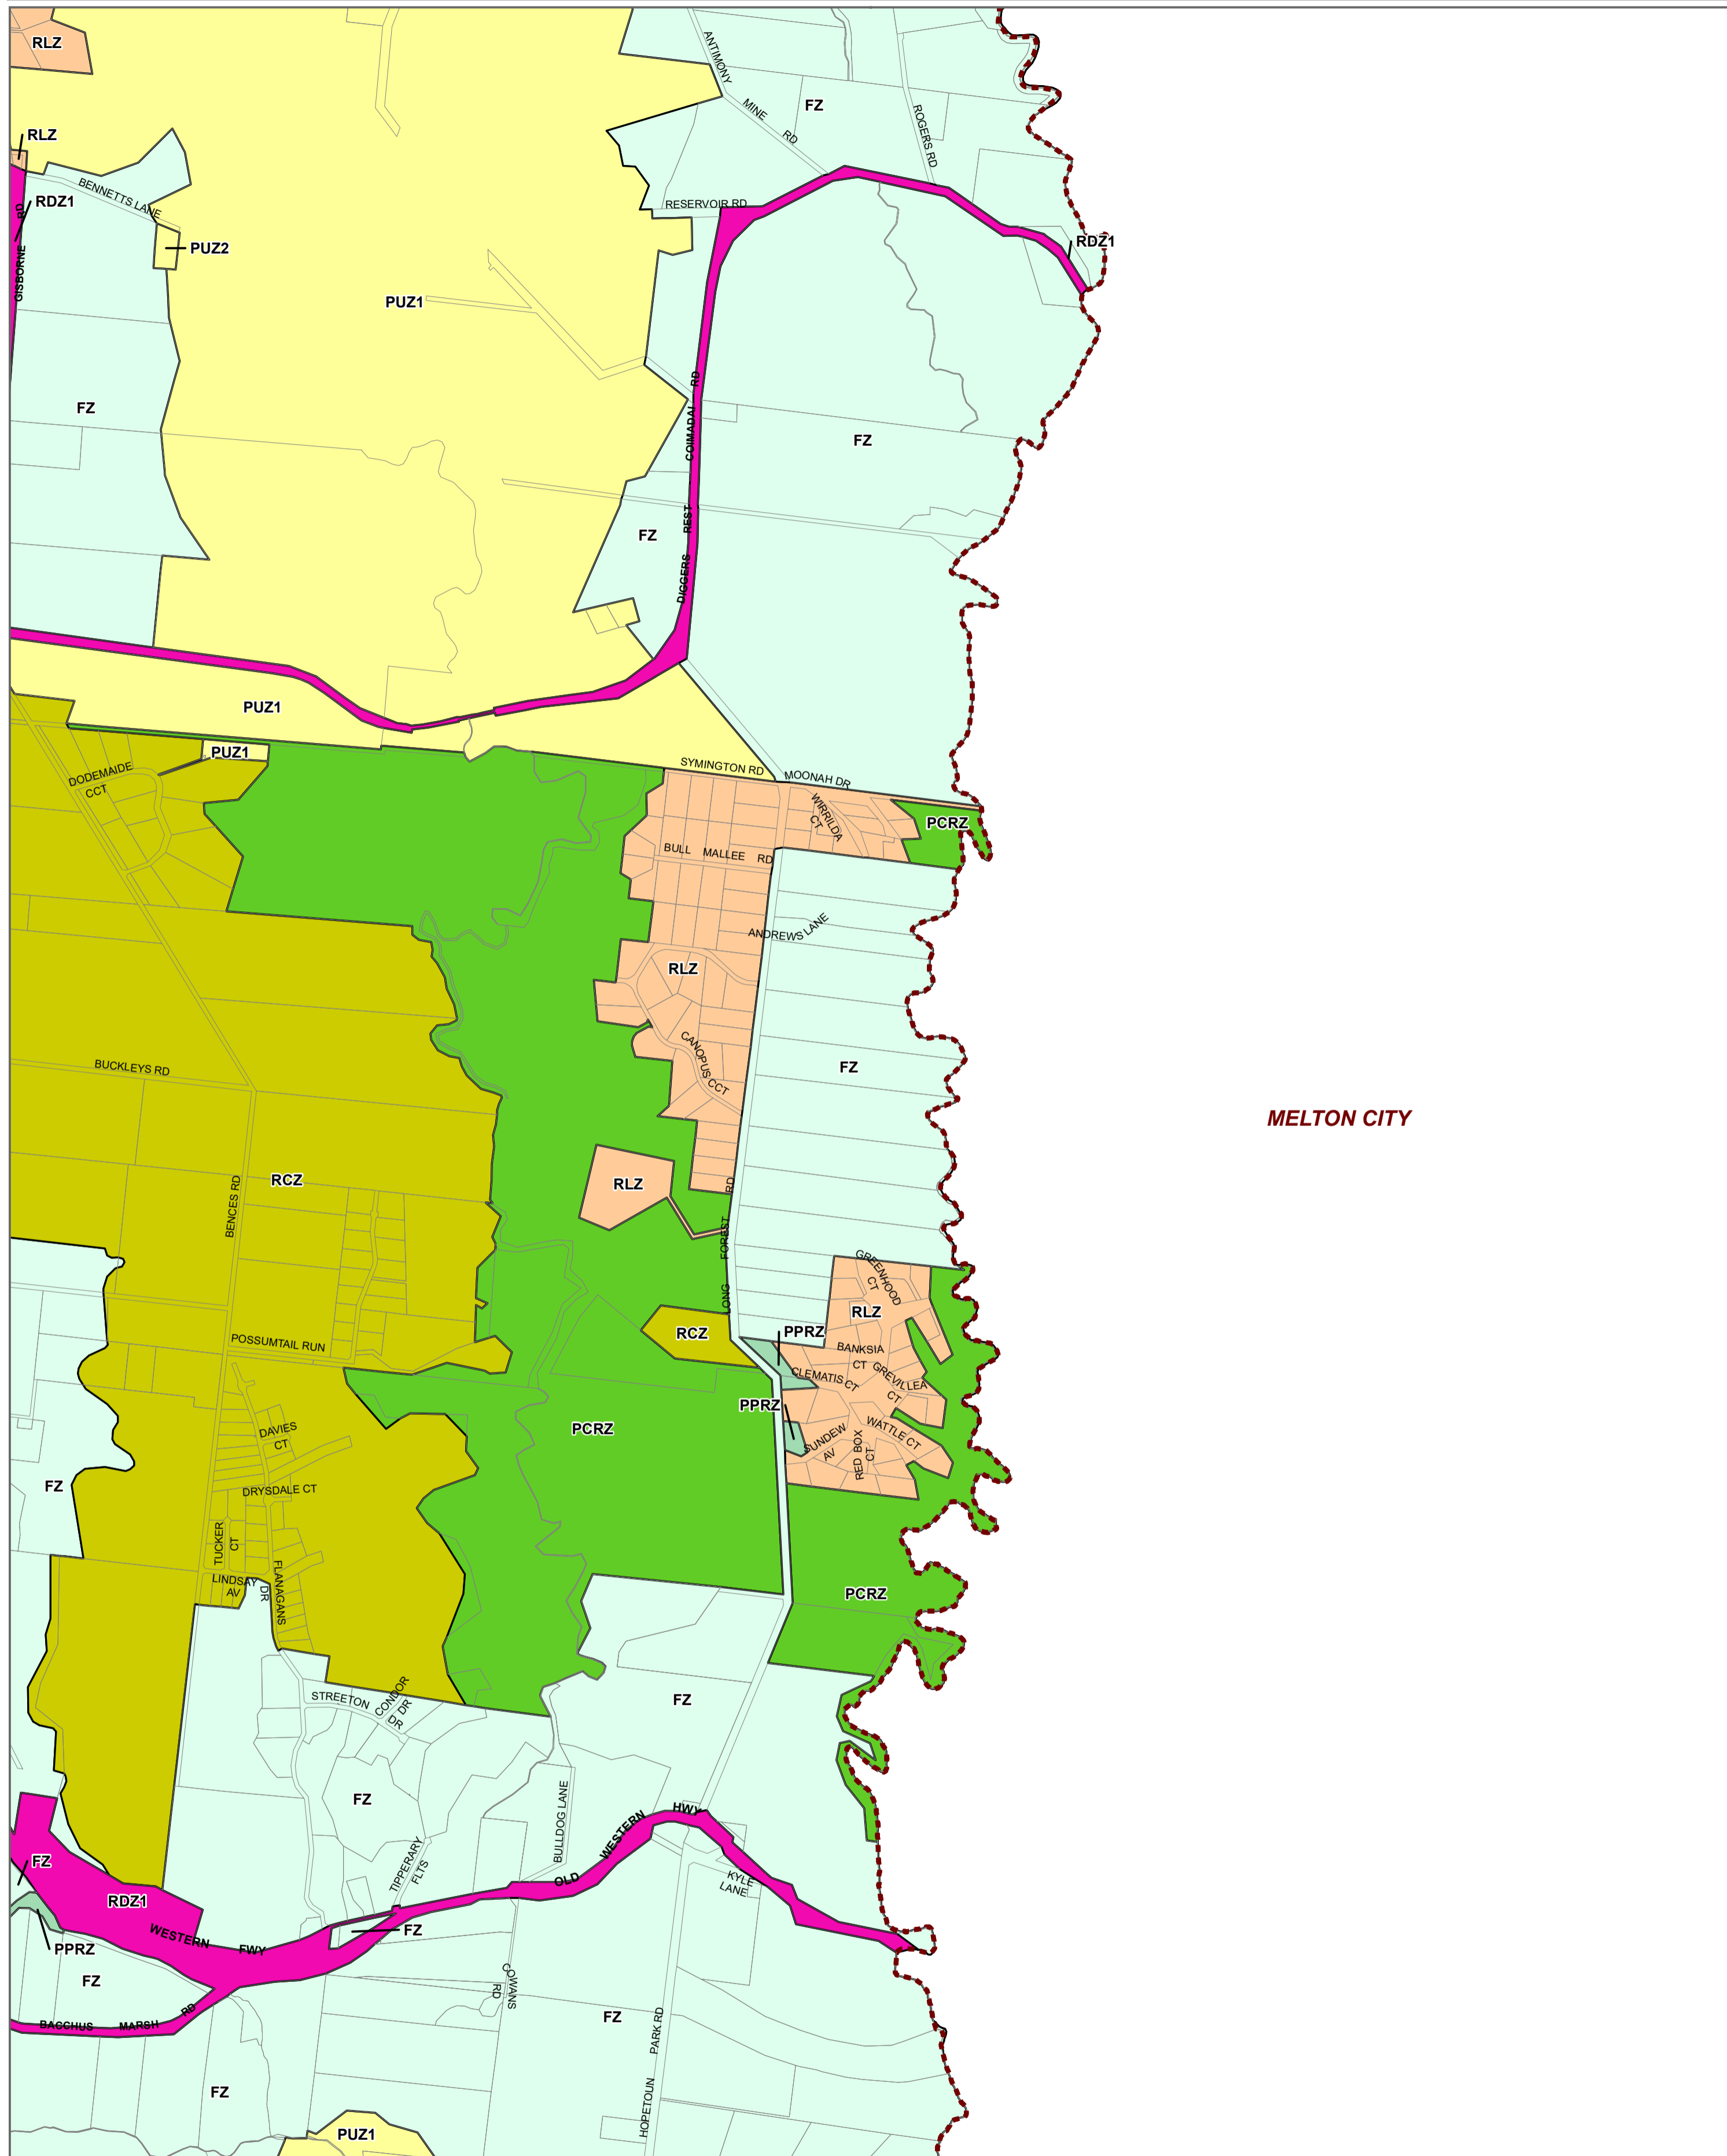 RLZ
ANTIMONY
MINE RD
FZ
ROGERS RD
RLZ
BENNETTS LANE
RDZ1
GISBORNE RD
PUZ2
RESERVOIR RD
RDZ1
PUZ1
FZ
FZ
DIGGERS REST COIMADAI RD
FZ
PUZ1
PUZ1
SYMINGTON RD
MOONAH DR
DODEMAIDE
CCT
WIRRILDA
CT
PCRZ
BULL MALLEE RD
ANDREWS LANE
RLZ
CANOPUS CCT
FZ
BUCKLEYS RD
MELTON CITY
RCZ
BENCES RD
RLZ
LONG FOREST RD
GREENHOOD
CT
RLZ
RCZ
PPRZ
POSSUMTAIL RUN
BANKSIA
CT
CLEMATIS CT
GREVILLEA
CT
PPRZ
PCRZ
DAVIES
CT
SUNDEW
AV
RED BOX
CT
WATTLE CT
FZ
DRYSDALE CT
TUCKER
CT
LINDSAY
AV
FLANAGANS
DR
PCRZ
STREETON
DR
CONDOR
DR
FZ
FZ
BULLDOG LANE
OLD WESTERN HWY
TIPPERARY
FLTS
KYLE
LANE
FZ
RDZ1
WESTERN FWY
FZ
PPRZ
FZ
COWANS
RD
BACCHUS MARSH RD
FZ
HOPETOUN PARK RD
FZ
PUZ1